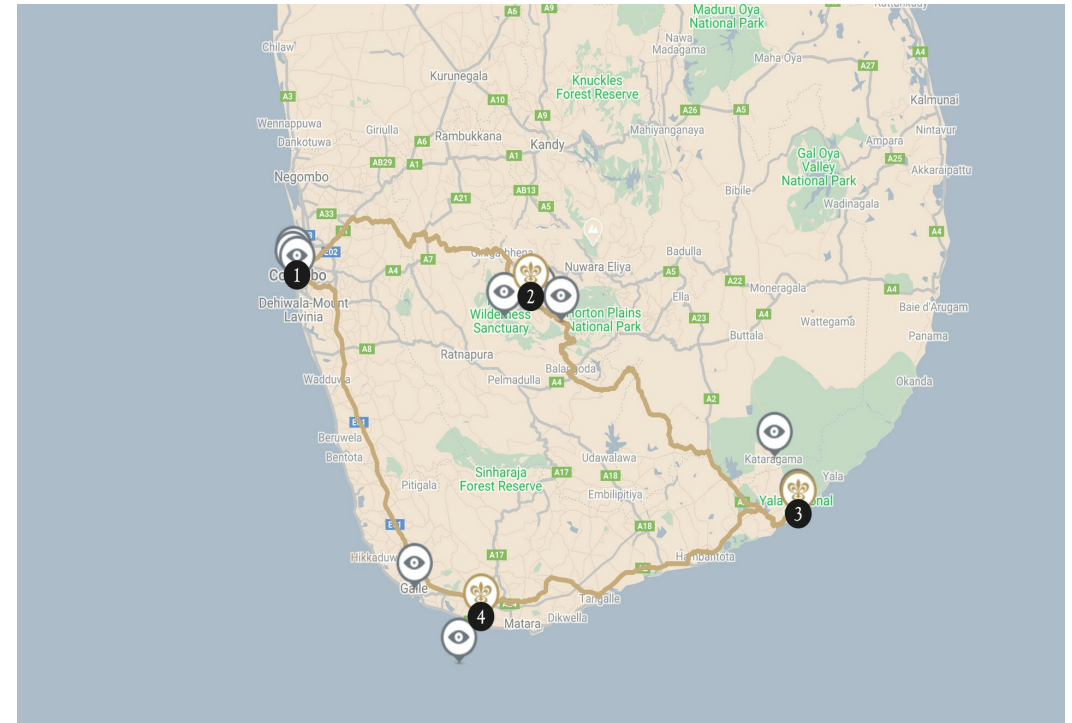 Maduru Oya
National Park
A6
A9
Nawa
Madagama
Chilaw
Maha Oya
A4
A27
Kurunegala
Knuckles
Forest Reserve
A3
A10
A26
A5
Kalmunai
A9
Wennappuwa
Giriulla
Rambukkana
Mahiyanganaya
Nintavur
Dankotuwa
A6
Kandy
Ampara
Gal Oya
Valley
National Park
AB29
A1
A1
A25
Akkaraipattu
Negombo
AB13
Bibile
A21
A5
Wadinagala
A33
A4
Badulla
A4
A7
Nuwara Eliya
A5
1
A22
Moneragala
A4
2
Ella
Dehiwala-Mount
Lavinia
Baie d'Arugam
Wilderness
Sanctuary
Horton Plains
National Park
A23
A4
Wattegama
Buttala
Panama
A8
Ratnapura
Balangoda
Wadduwa
Pelmadulla
A4
Okanda
A2
Beruwela
Bentota
Udawalawa
Kataragama
Sinharaja
Forest Reserve
A17
A18
Yala
Pitigala
Embilipitiya
3
A18
A17
Hambantota
Galle
Tangalle
4
Matara
Dikwella